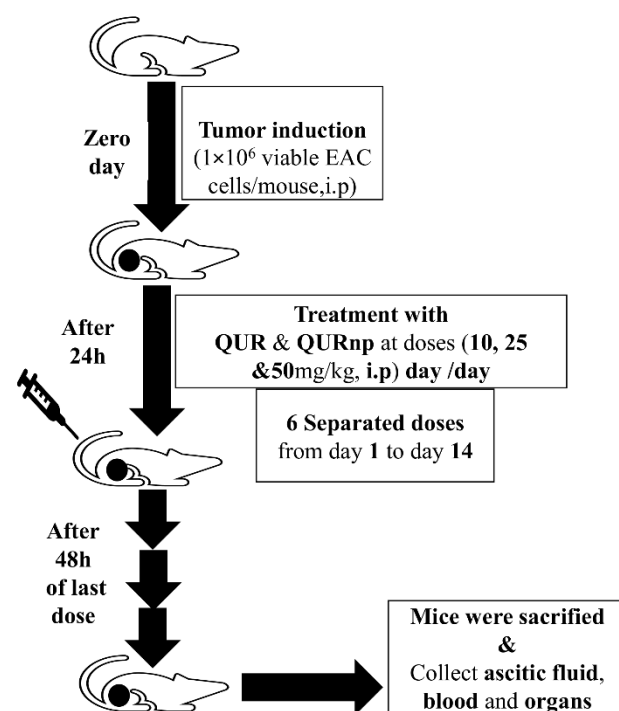 Zero
day
Tumor induction
(1×10⁶ viable EAC
cells/mouse,i.p)
After
24h
Treatment with
QUR & QURnp at doses (10, 25
&50mg/kg, i.p) day /day
6 Separated doses
from day 1 to day 14
After
48h
of last
dose
Mice were sacrified
&
Collect ascitic fluid,
blood and organs